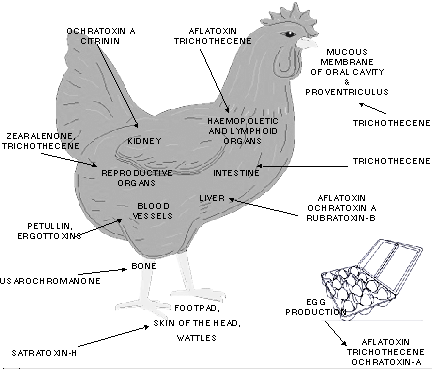 OCHRATOXIN A
CITRININ
AFLATOXIN
TRICHOTHECENE
MUCOUS
MEMBRANE
OF ORAL CAVITY
&
PROVENTRICULUS
TRICHOTHECENE
HAEMOPOLETIC
AND LYMPHOID
ORGANS
KIDNEY
ZEARALENONE,
TRICHOTHECENE
TRICHOTHECENE
REPRODUCTIVE
ORGANS
INTESTINE
LIVER
AFLATOXIN
OCHRATOXIN A
RUBRATOXIN-B
BLOOD
VESSELS
PETULLIN,
ERGOTTOXINS
BONE
USAROCHROMANONE
FOOTPAD,
SKIN OF THE HEAD,
WATTLES
EGG
PRODUCTION
SATRATOXIN-H
AFLATOXIN
TRICHOTHECENE
OCHRATOXIN-A